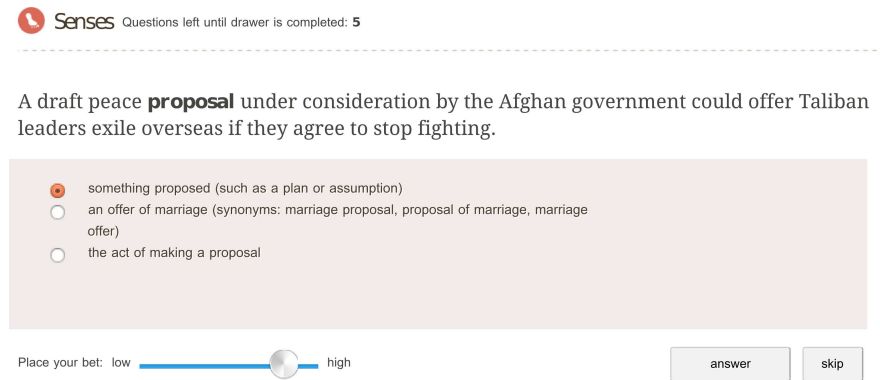 Senses Questions left until drawer is completed: 5
A draft peace proposal under consideration by the Afghan government could offer Taliban
leaders exile overseas if they agree to stop fighting.
something proposed (such as a plan or assumption)
an offer of marriage (synonyms: marriage proposal, proposal of marriage, marriage
offer)
the act of making a proposal
Place your bet: low high
answer skip